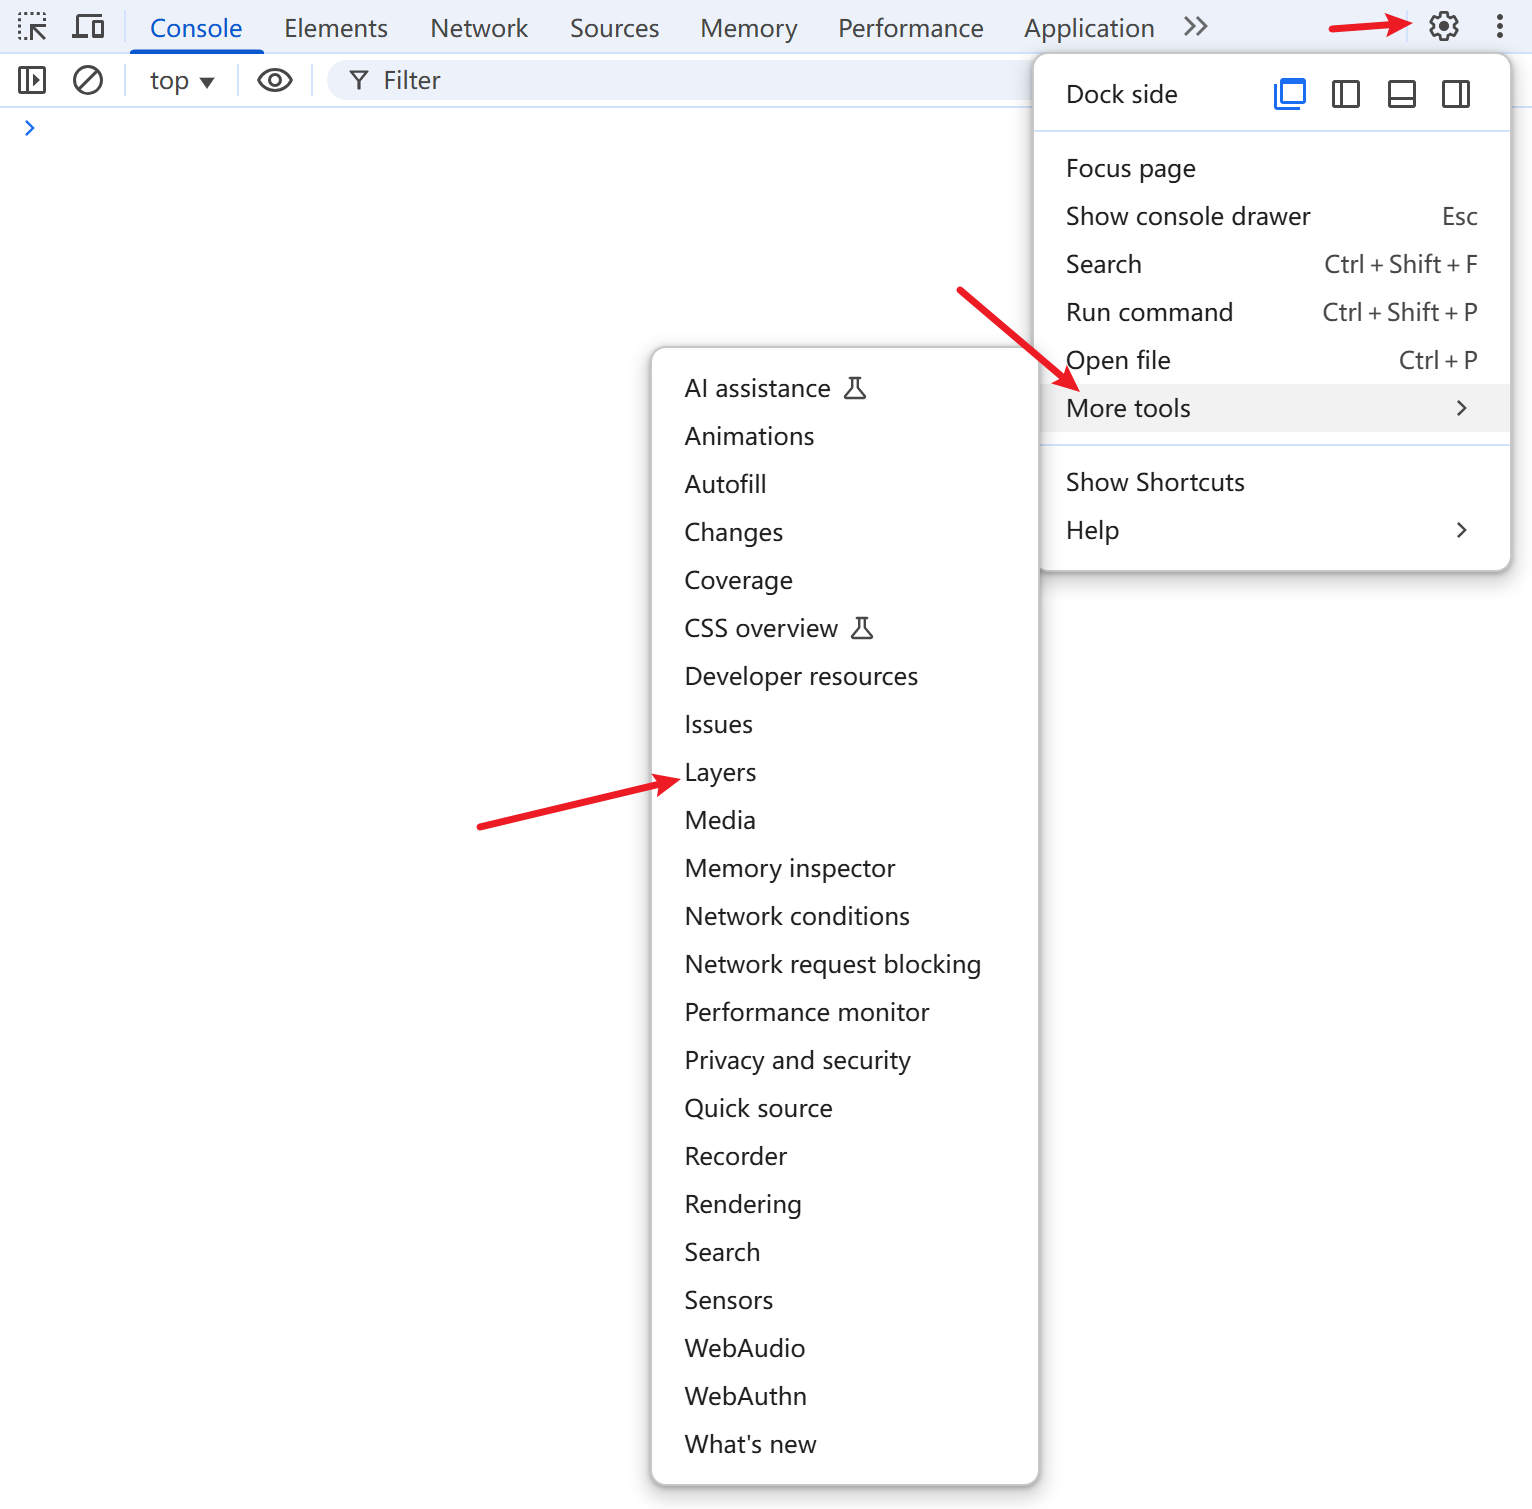 Console Elements Network Sources Memory Performance Application
top Filter
Dock side
Focus page
Show console drawer Esc
Search Ctrl + Shift + F
Run command Ctrl + Shift + P
Open file Ctrl + P
More tools
Show Shortcuts
Help
AI assistance
Animations
Autofill
Changes
Coverage
CSS overview
Developer resources
Issues
Layers
Media
Memory inspector
Network conditions
Network request blocking
Performance monitor
Privacy and security
Quick source
Recorder
Rendering
Search
Sensors
WebAudio
WebAuthn
What's new